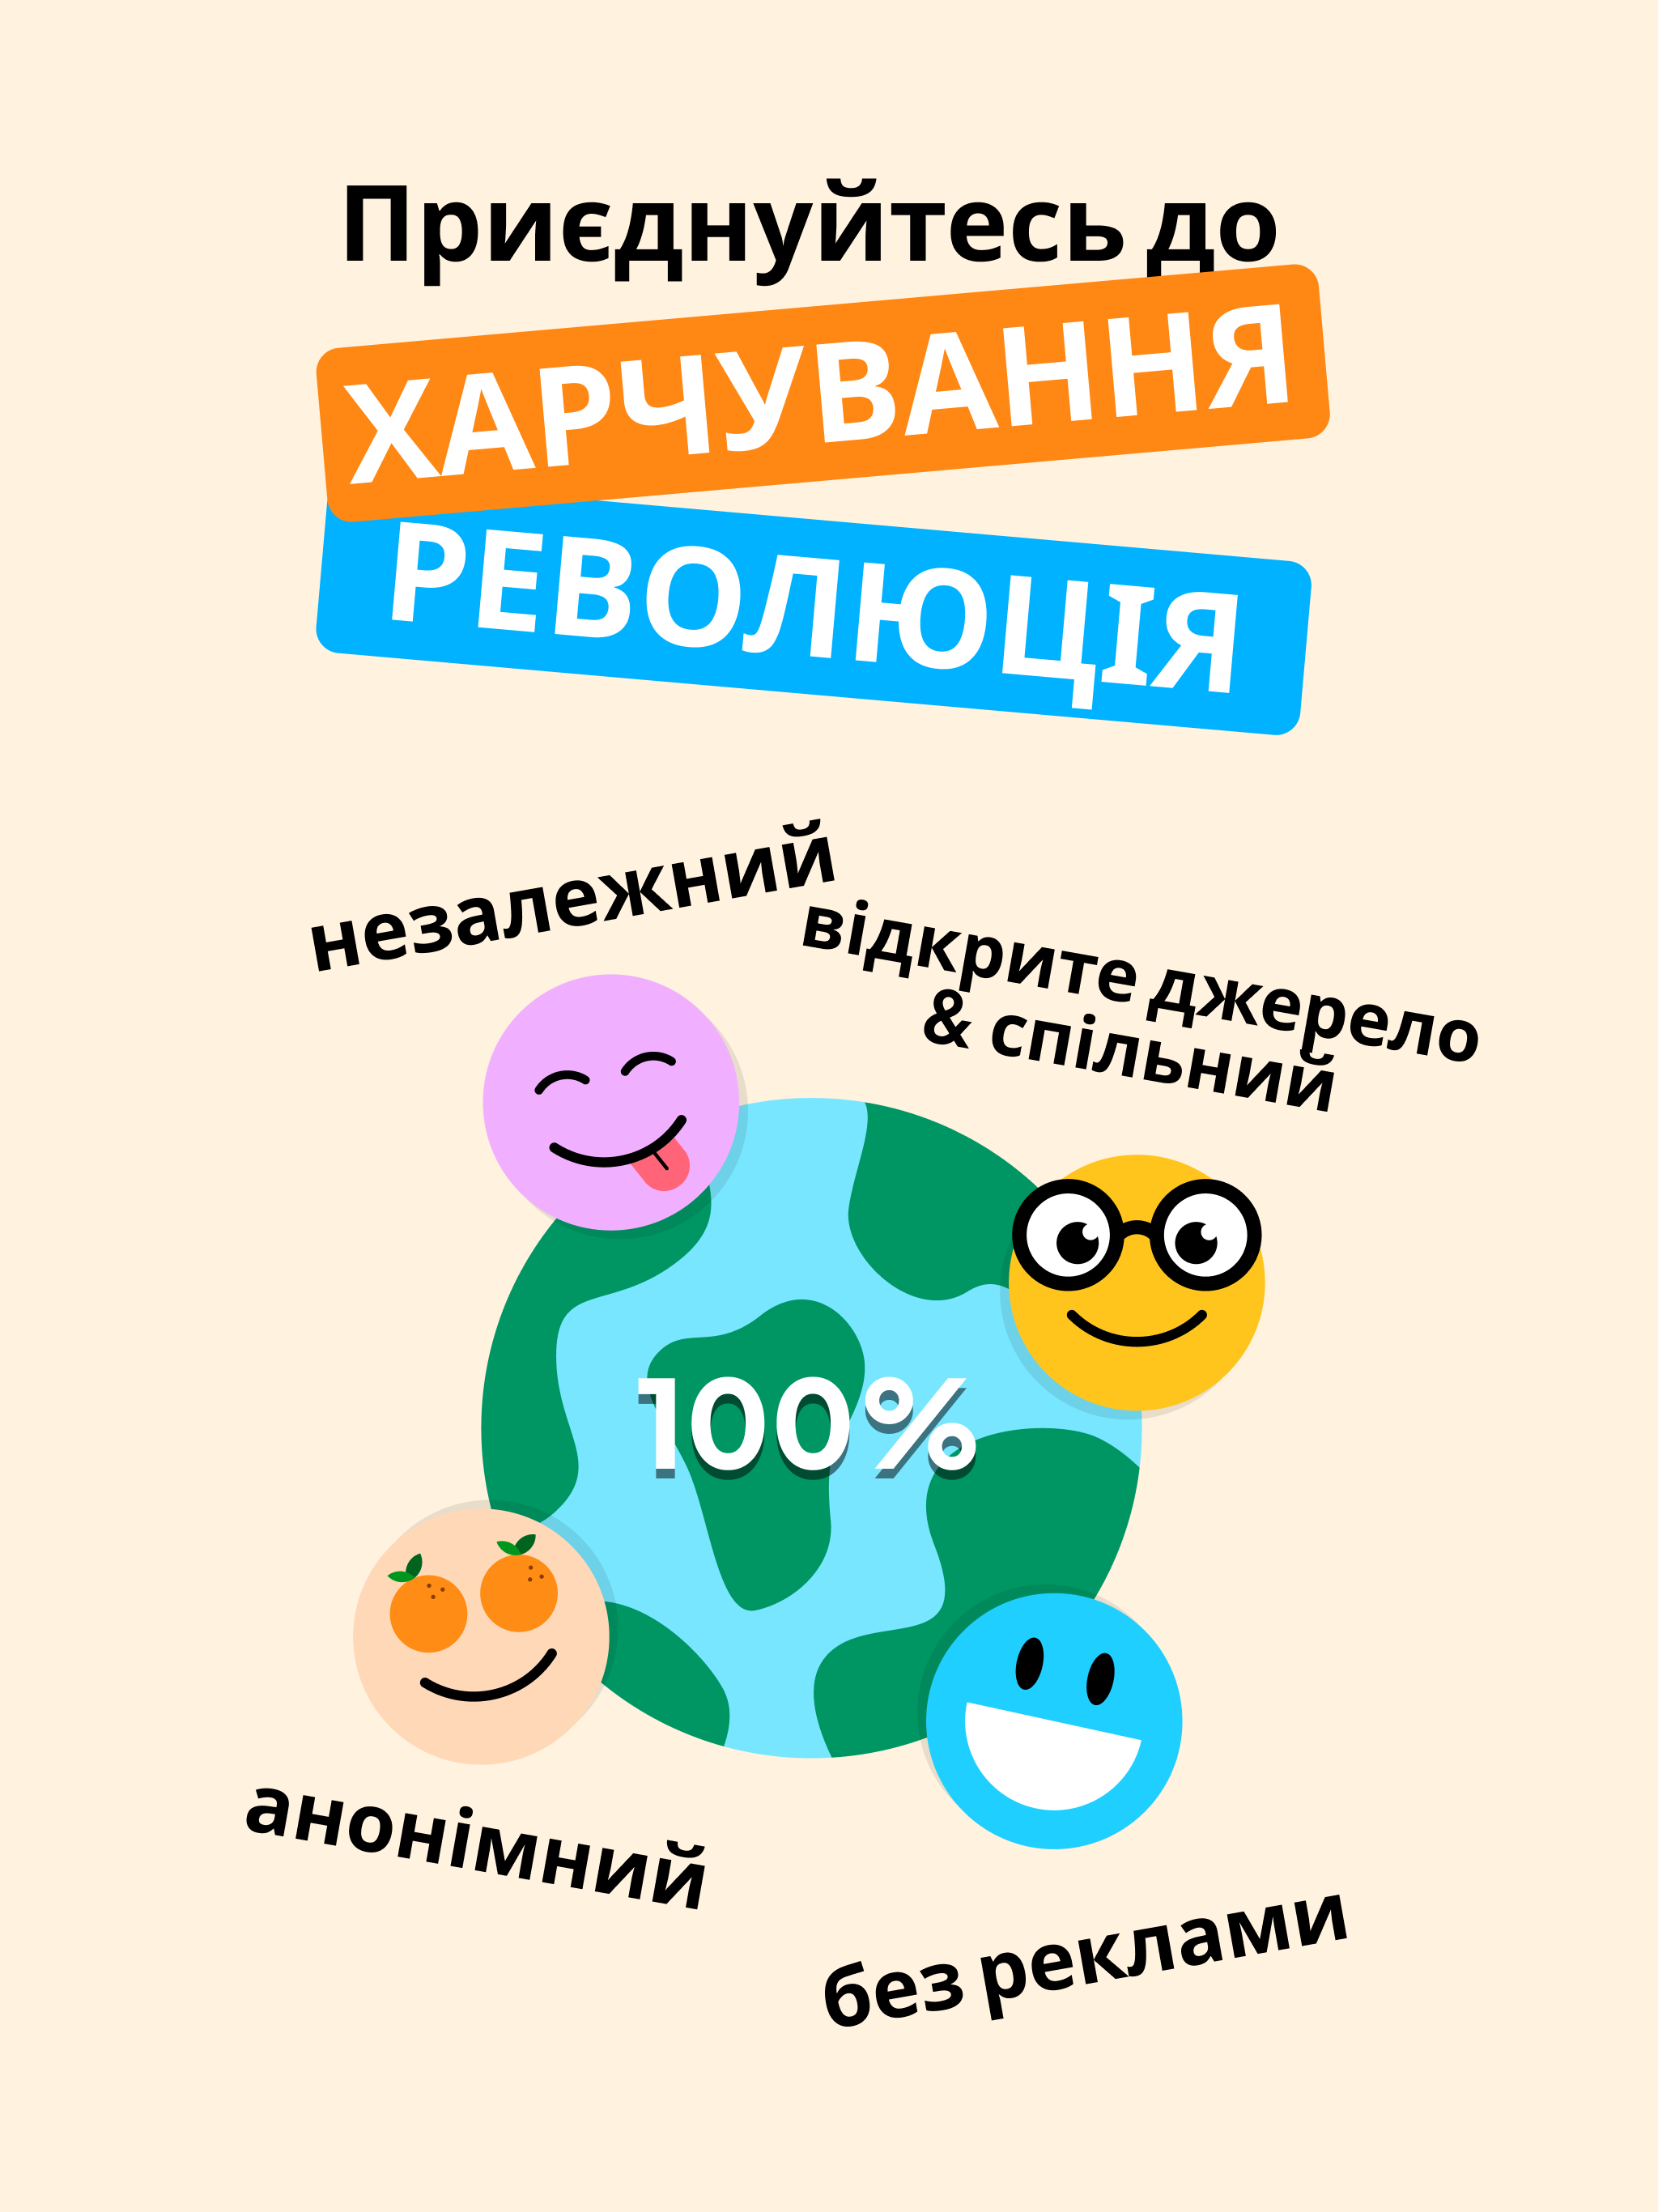 Приєднуйтесь до
ХАРЧУВАННЯ
РЕВОЛЮЦІЯ
незалежний
відкрите джерело
& спільний
100%
анонімний
без реклами